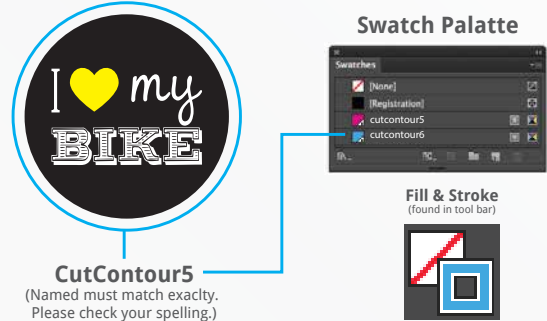 Swatch Palatte
I my
BIKE
Swatches
[None]
[Registration]
cutcontour5
cutcontour6
Fill & Stroke
(found in tool bar)
CutContour5
(Named must match exaclty.
Please check your spelling.)